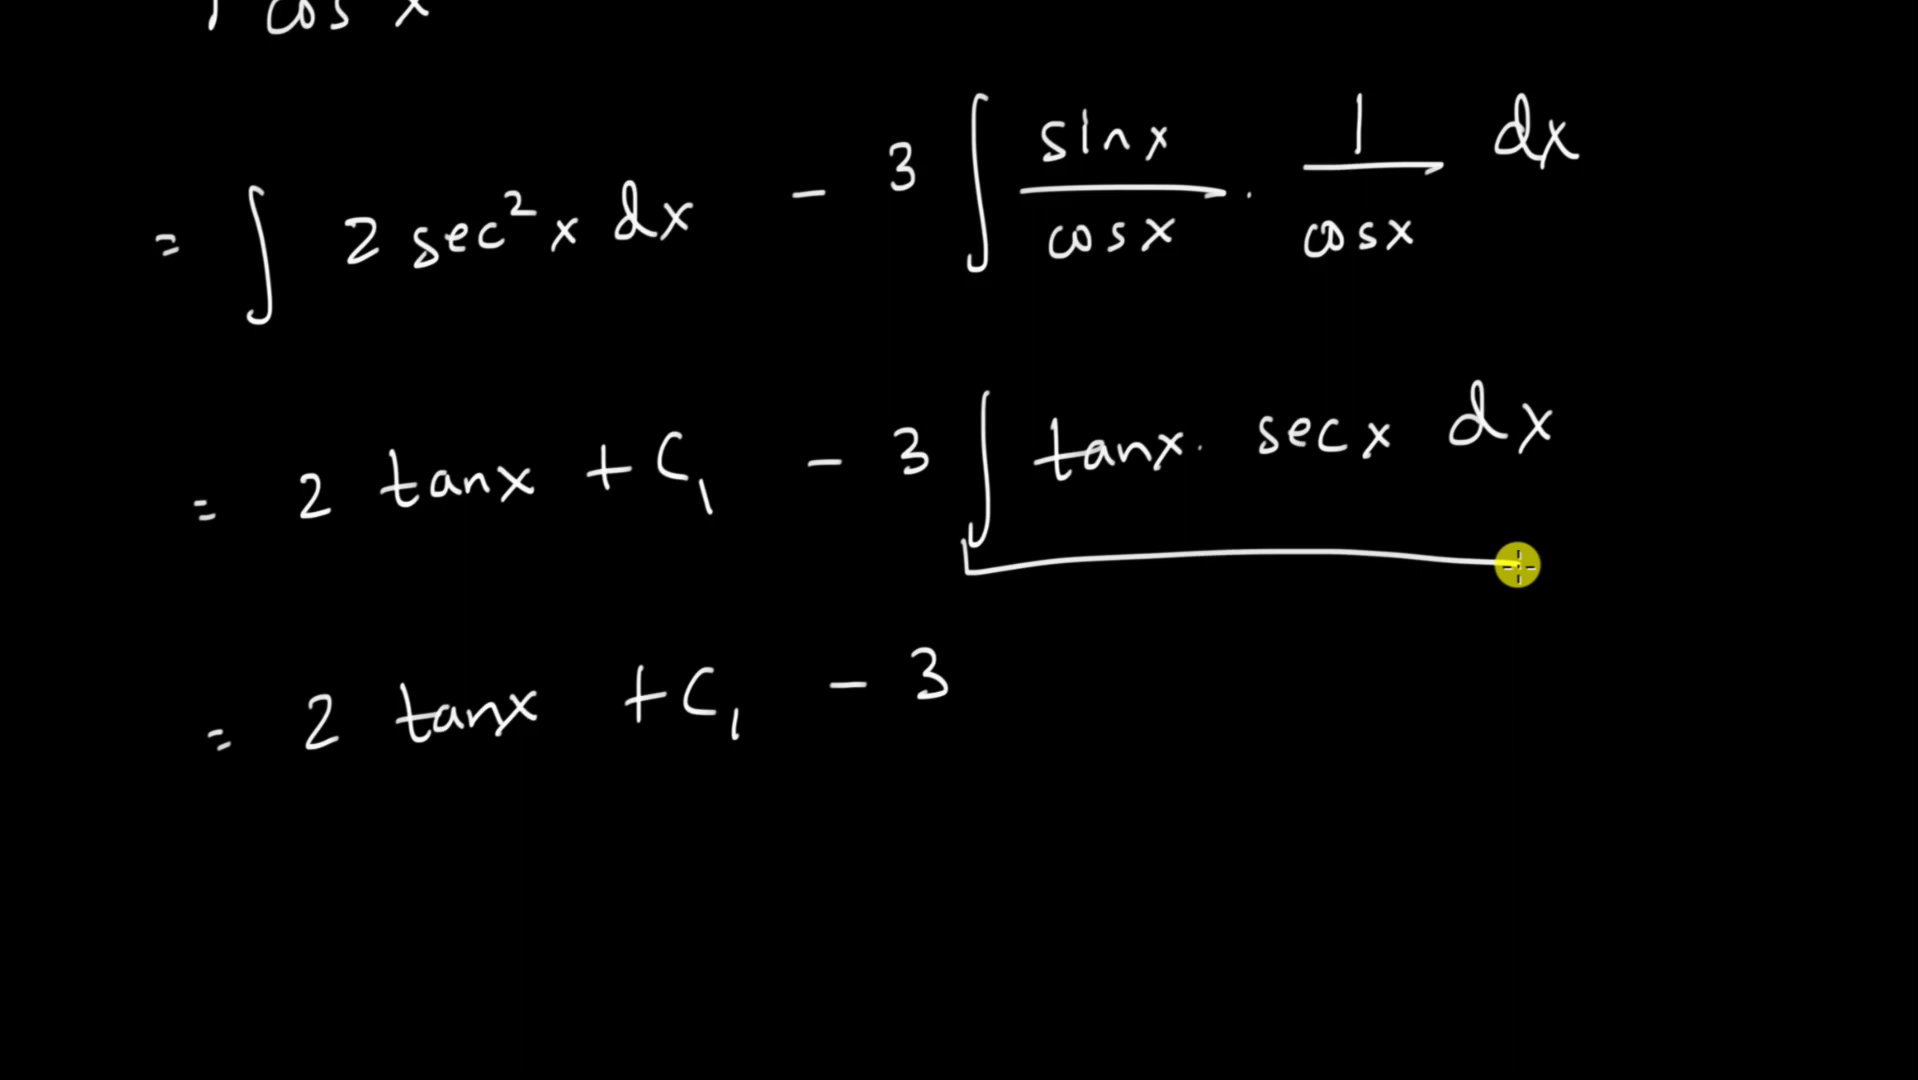 cos x
= ∫ 2 sec²x dx - 3 ∫ sinx/cosx . 1/cosx dx
= 2 tanx + C₁ - 3 ∫ tanx. secx dx
= 2 tanx + C₁ - 3